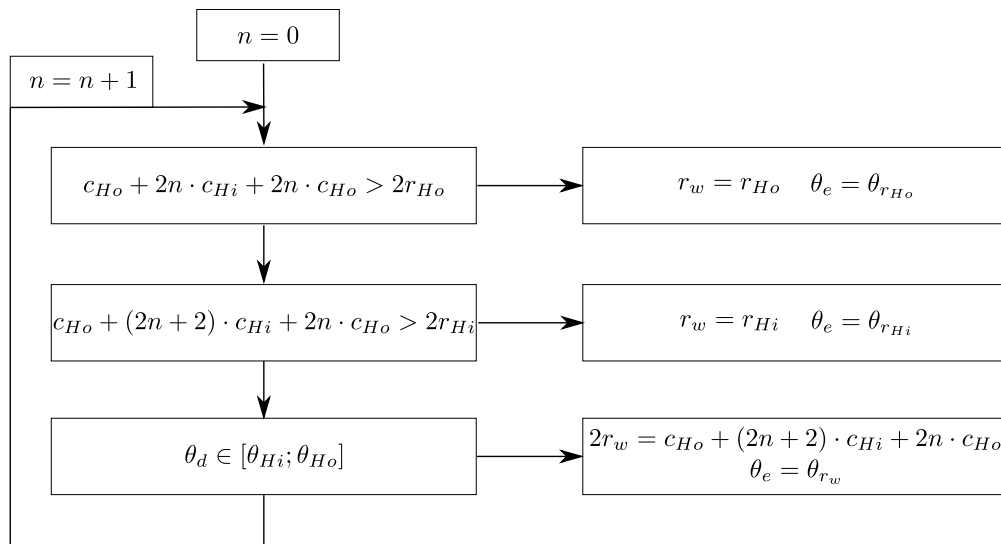 n = 0
n = n + 1
c_{Ho} + 2n · c_{Hi} + 2n · c_{Ho} > 2r_{Ho}
r_w = r_{Ho} θ_e = θ_{r_{Ho}}
c_{Ho} + (2n + 2) · c_{Hi} + 2n · c_{Ho} > 2r_{Hi}
r_w = r_{Hi} θ_e = θ_{r_{Hi}}
θ_d ∈ [θ_{Hi}; θ_{Ho}]
2r_w = c_{Ho} + (2n + 2) · c_{Hi} + 2n · c_{Ho}
θ_e = θ_{r_w}